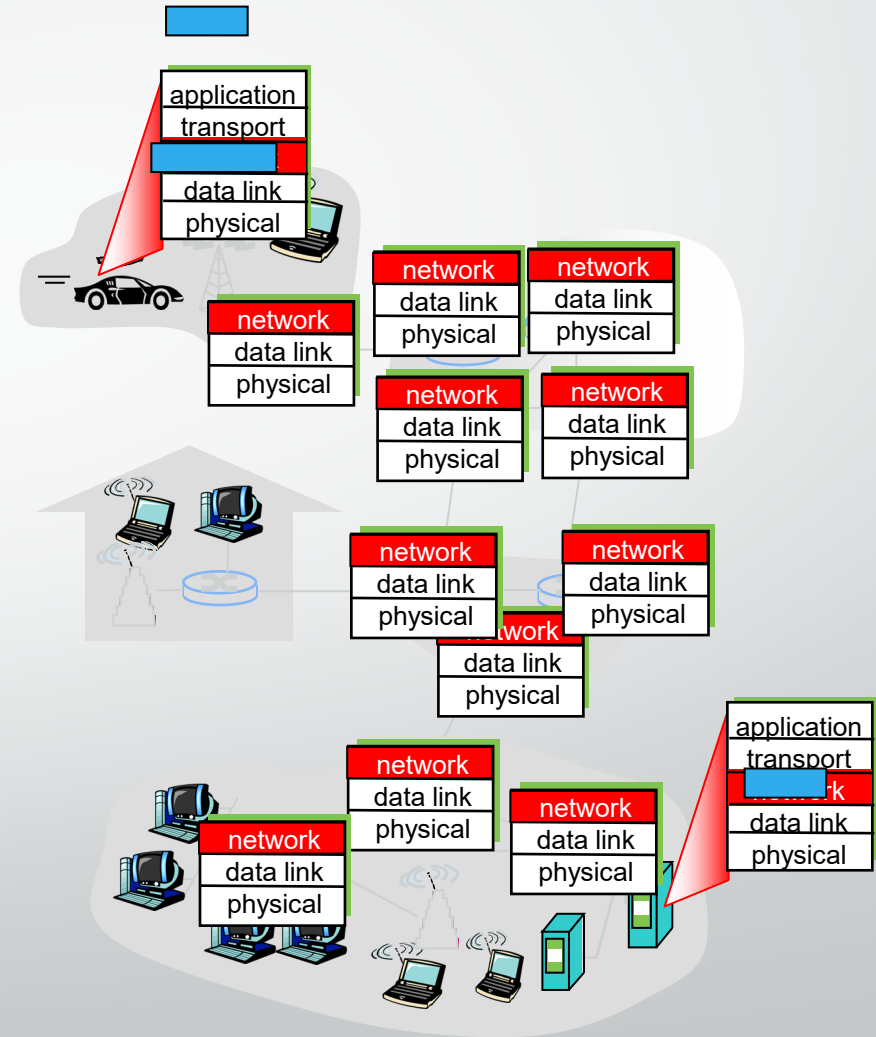 application
transport
data link
physical
network
data link
physical
network
data link
physical
network
data link
physical
network
data link
physical
network
data link
physical
network
data link
physical
network
data link
physical
network
data link
physical
application
transport
data link
physical
network
data link
physical
network
data link
physical
network
data link
physical